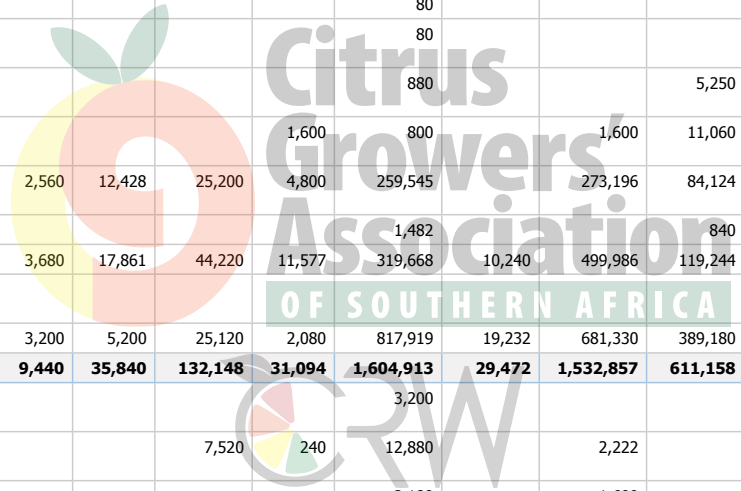 80
80
880 5,250
1,600 800 1,600 11,060
2,560 12,428 25,200 4,800 259,545 273,196 84,124
1,482 840
3,680 17,861 44,220 11,577 319,668 10,240 499,986 119,244
3,200 5,200 25,120 2,080 817,919 19,232 681,330 389,180
9,440 35,840 132,148 31,094 1,604,913 29,472 1,532,857 611,158
3,200
7,520 240 12,880 2,222
Citrus
Growers'
Association
OF SOUTHERN AFRICA
CRW